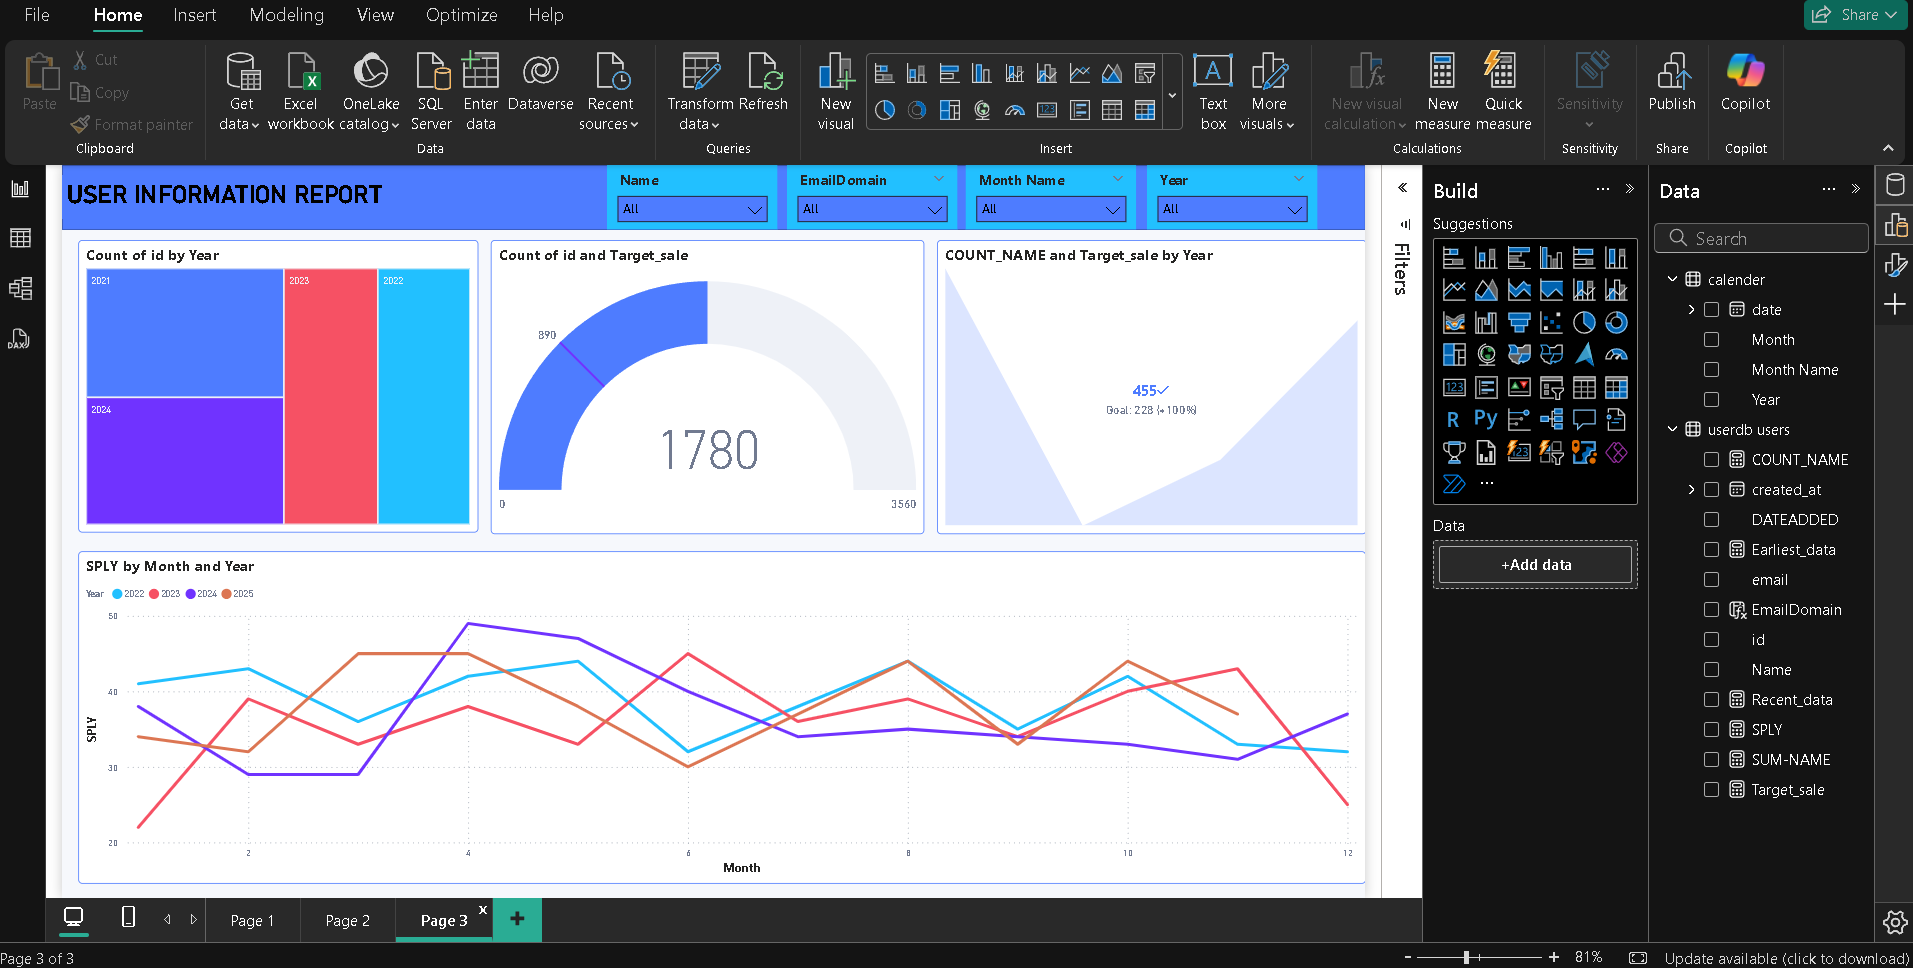 File Home Insert Modeling View Optimize Help Share
Paste Cut
Copy
Format painter
Clipboard
Get data
Excel workbook
OneLake catalog
SQL Server
Enter data
Dataverse
Recent sources
Data
Transform data
Refresh
Queries
New visual
Text box
More visuals
Insert
New visual calculation
New measure
Quick measure
Calculations
Sensitivity
Sensitivity
Publish
Share
Copilot
Copilot
USER INFORMATION REPORT
Name
All
EmailDomain
All
Month Name
All
Year
All
Count of id by Year
2021
2023
2022
2024
Count of id and Target_sale
890
1780
0
3560
COUNT_NAME and Target_sale by Year
455✓
Goal: 228 (+100%)
SPLY by Month and Year
Year 2022 2023 2024 2025
50
40
30
20
SPLY
2 4 6 8 10 12
Month
Filters
Build
Suggestions
123
R Py
123
Data
+Add data
Data
Search
calender
date
Month
Month Name
Year
userdb users
COUNT_NAME
created_at
DATEADDED
Earliest_data
email
EmailDomain
id
Name
Recent_data
SPLY
SUM-NAME
Target_sale
DAX
Page 1 Page 2 Page 3 x +
Page 3 of 3
- + 81% Update available (click to download)